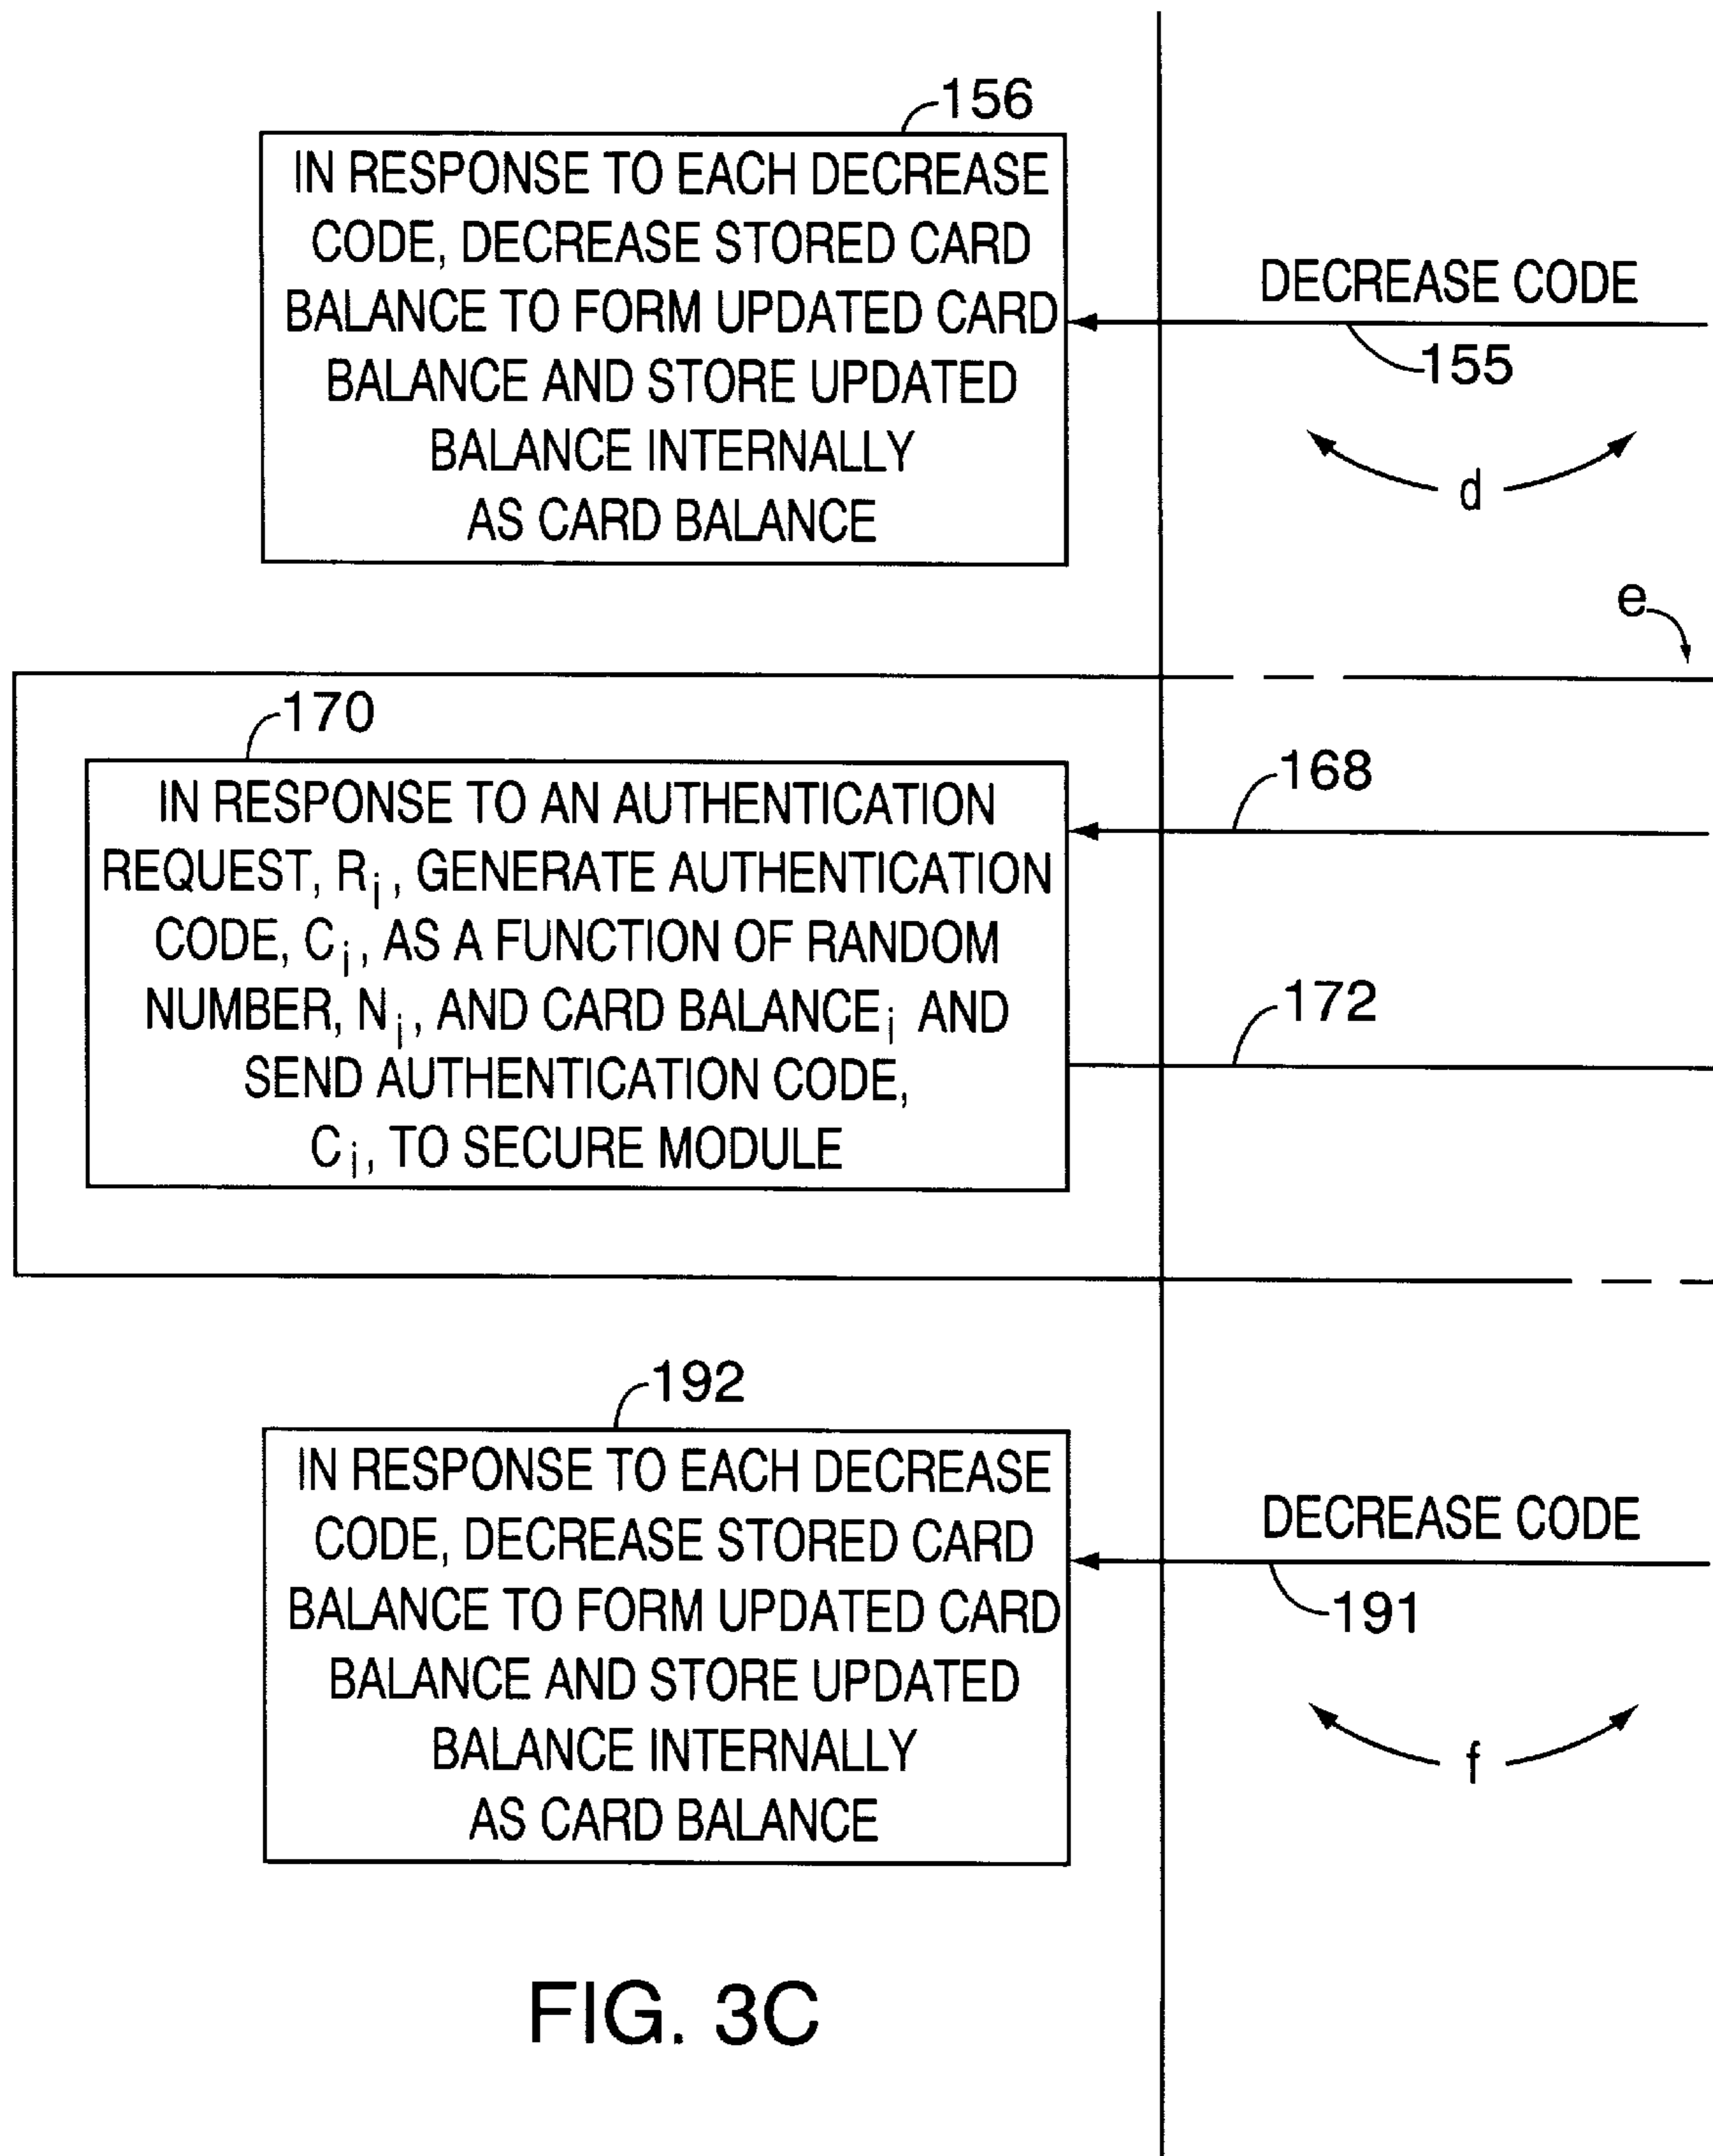 156
IN RESPONSE TO EACH DECREASE
CODE, DECREASE STORED CARD
BALANCE TO FORM UPDATED CARD
BALANCE AND STORE UPDATED
BALANCE INTERNALLY
AS CARD BALANCE
DECREASE CODE
155
d
e
170
IN RESPONSE TO AN AUTHENTICATION
REQUEST, Ri, GENERATE AUTHENTICATION
CODE, Ci, AS A FUNCTION OF RANDOM
NUMBER, Ni, AND CARD BALANCEi AND
SEND AUTHENTICATION CODE,
Ci, TO SECURE MODULE
168
172
192
IN RESPONSE TO EACH DECREASE
CODE, DECREASE STORED CARD
BALANCE TO FORM UPDATED CARD
BALANCE AND STORE UPDATED
BALANCE INTERNALLY
AS CARD BALANCE
DECREASE CODE
191
f
FIG. 3C